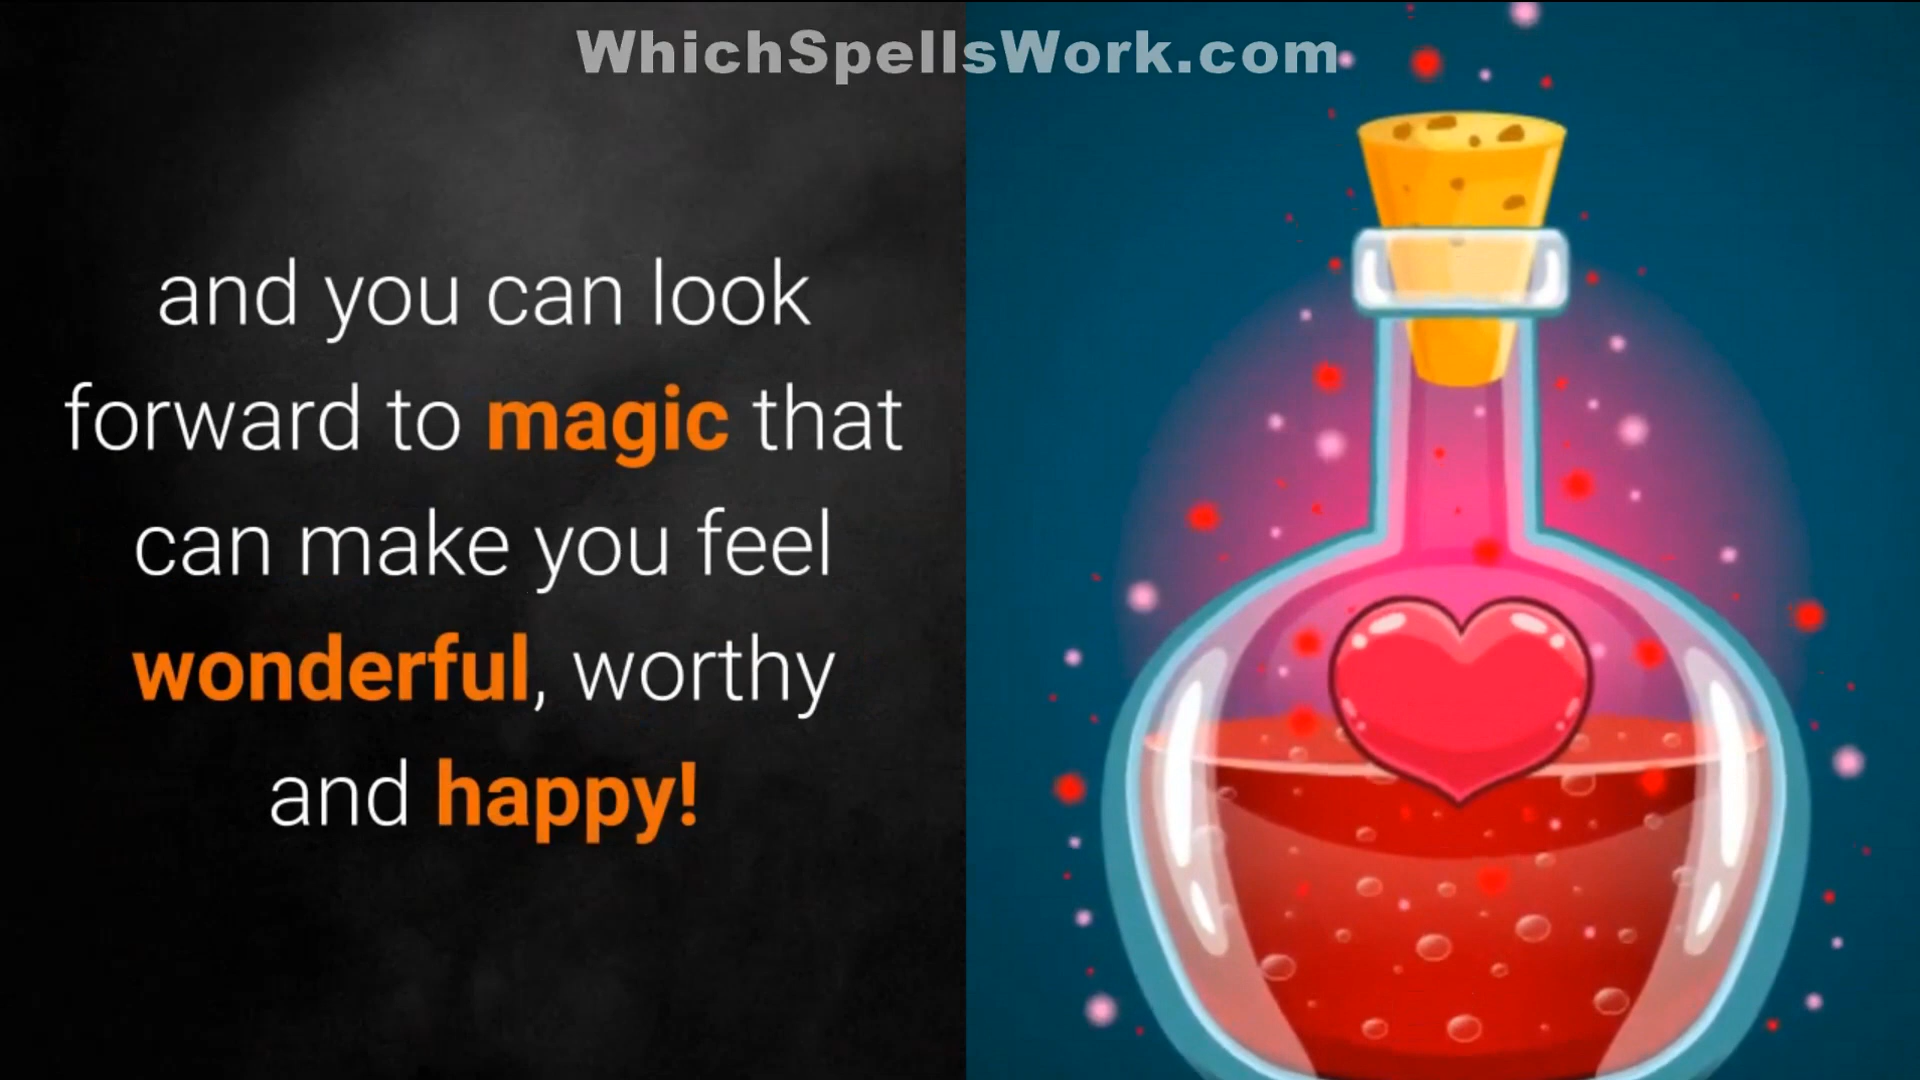 WhichSpellsWork.com
and you can look
forward to magic that
can make you feel
wonderful, worthy
and happy!